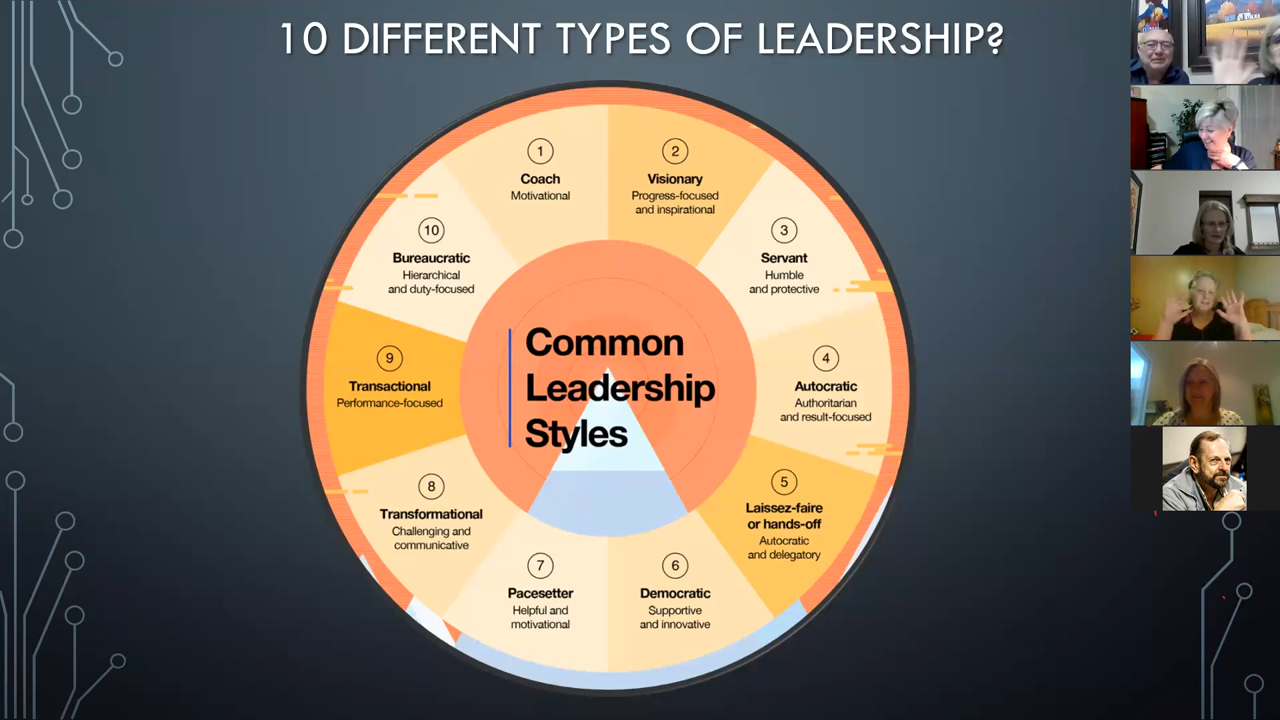 10 DIFFERENT TYPES OF LEADERSHIP?
1
Coach
Motivational
2
Visionary
Progress-focused
and inspirational
3
Servant
Humble
and protective
4
Autocratic
Authoritarian
and result-focused
5
Laissez-faire
or hands-off
Autocratic
and delegatory
6
Democratic
Supportive
and innovative
7
Pacesetter
Helpful and
motivational
8
Transformational
Challenging and
communicative
9
Transactional
Performance-focused
10
Bureaucratic
Hierarchical
and duty-focused
Common
Leadership
Styles